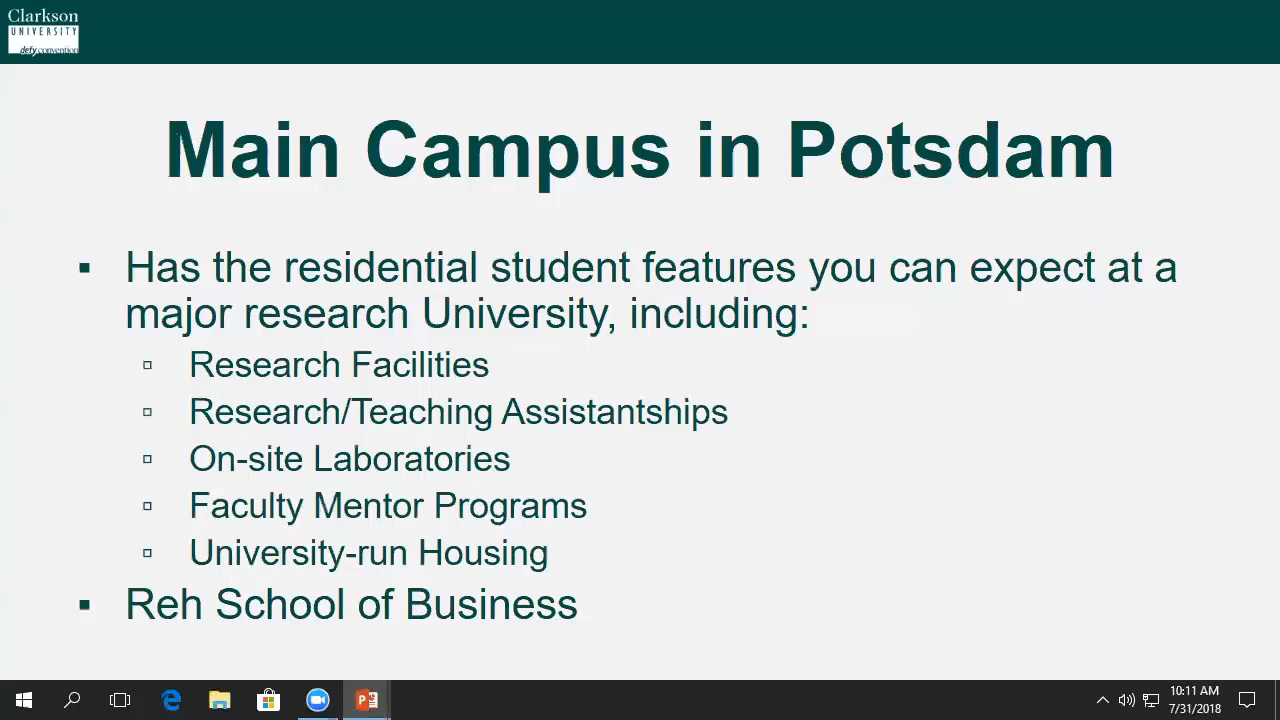 Clarkson
UNIVERSITY
defy convention
Main Campus in Potsdam
▪ Has the residential student features you can expect at a
major research University, including:
▫ Research Facilities
▫ Research/Teaching Assistantships
▫ On-site Laboratories
▫ Faculty Mentor Programs
▫ University-run Housing
▪ Reh School of Business
10:11 AM
7/31/2018